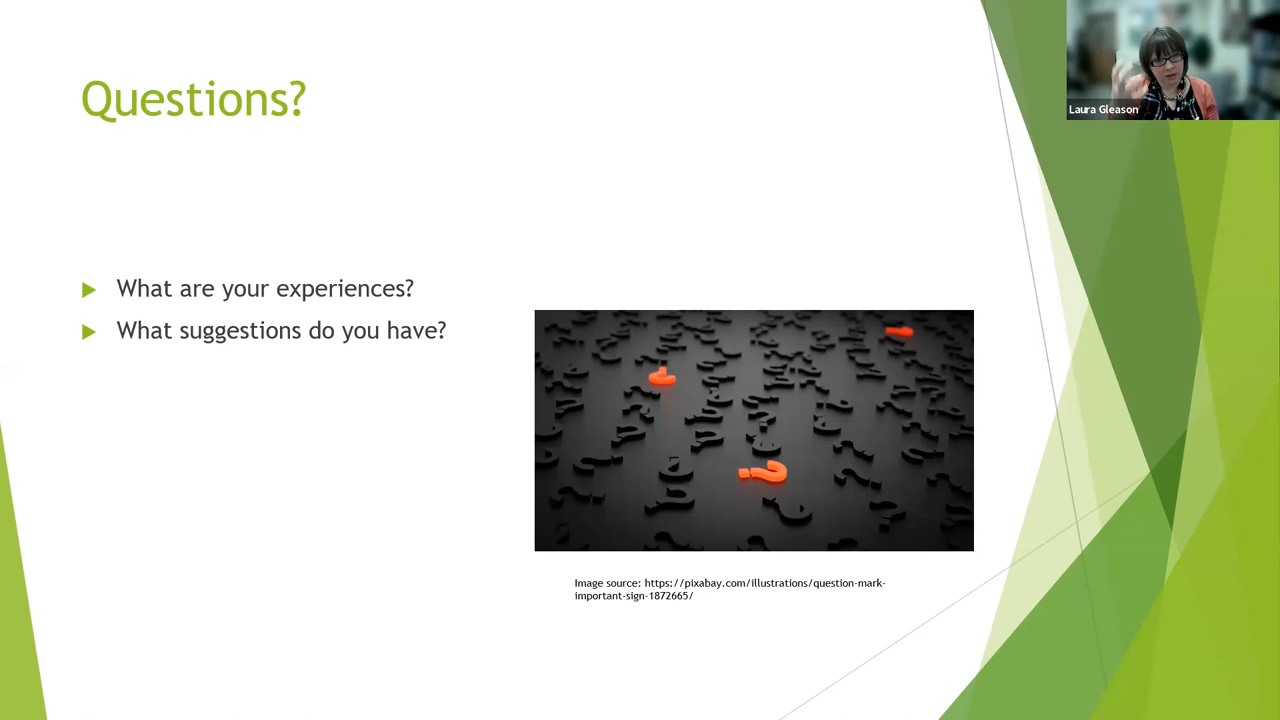 Questions?
Laura Gleason
What are your experiences?
What suggestions do you have?
Image source: https://pixabay.com/illustrations/question-mark-
important-sign-1872665/